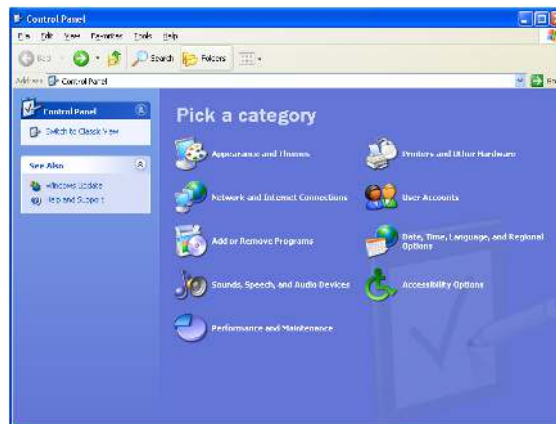 Control Panel
File Edit View Favorites Tools Help
Back Search Folders
Address Control Panel
Control Panel
Switch to Classic View
See Also
Windows Update
Help and Support
Pick a category
Appearance and Themes
Printers and Other Hardware
Network and Internet Connections
User Accounts
Add or Remove Programs
Date, Time, Language, and Regional
Options
Sounds, Speech, and Audio Devices
Accessibility Options
Performance and Maintenance